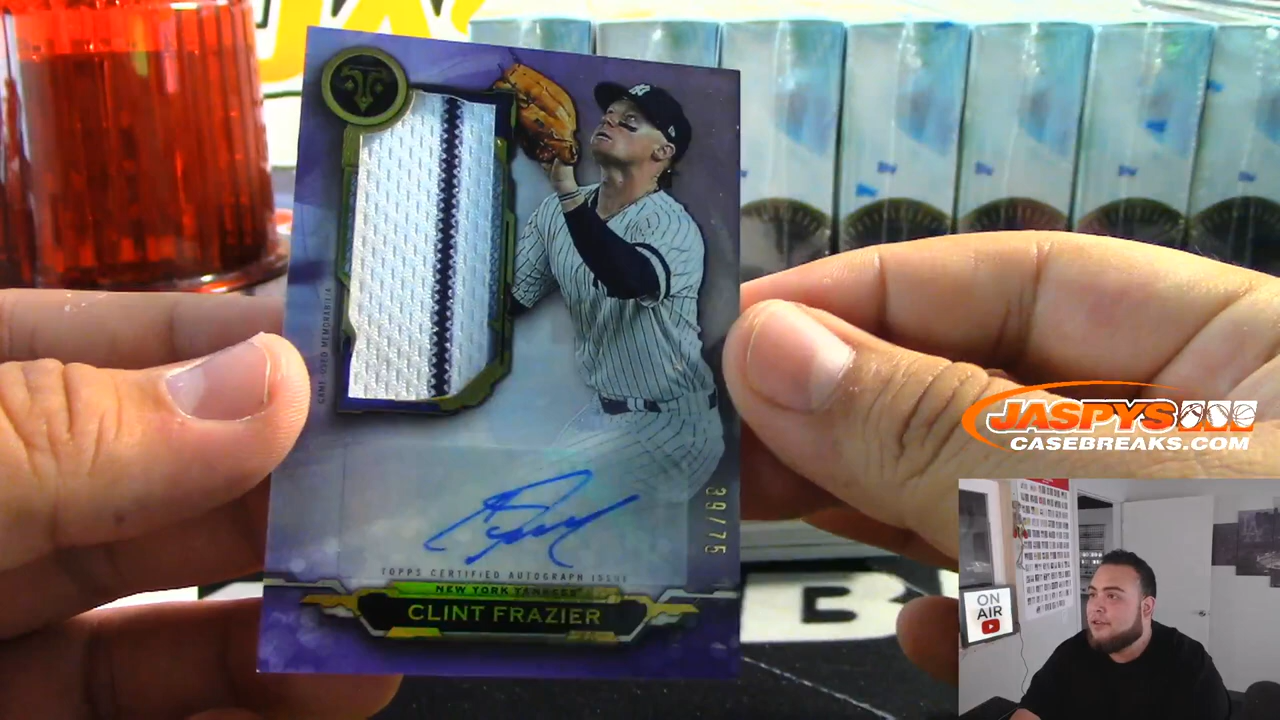 GAME-USED MEMORABILIA
NY
39/75
TOPPS CERTIFIED AUTOGRAPH ISSUE
NEW YORK YANKEES
CLINT FRAZIER
B
JASPYS
CASEBREAKS.COM
ON
AIR